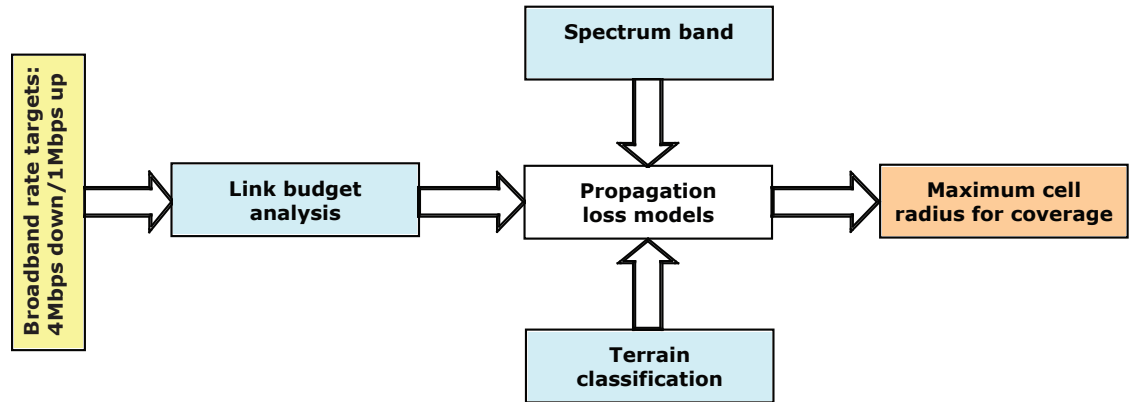 Broadband rate targets:
4Mbps down/1Mbps up
Spectrum band
Link budget
analysis
Propagation
loss models
Maximum cell
radius for coverage
Terrain
classification